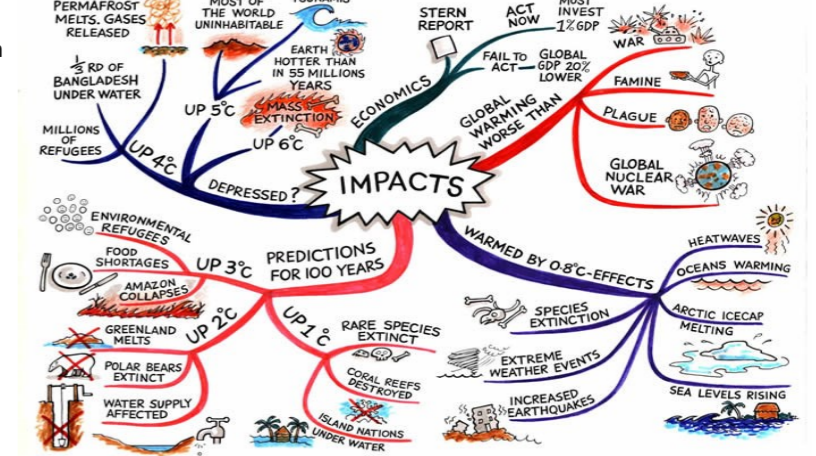 PERMAFROST
MELTS. GASES
RELEASED
MOST OF
THE WORLD
UNINHABITABLE
TSUNAMIS
EARTH
HOTTER THAN
IN 55 MILLIONS
YEARS
1/3 RD OF
BANGLADESH
UNDER WATER
MILLIONS
OF
REFUGEES
UP 4°C
UP 5°C
MASS
EXTINCTION
UP 6°C
DEPRESSED?
STERN
REPORT
ACT
NOW
MOST
INVEST
1% GDP
FAIL TO
ACT
GLOBAL
GDP 20%
LOWER
ECONOMICS
GLOBAL
WARMING
WORSE THAN
WAR
FAMINE
PLAGUE
GLOBAL
NUCLEAR
WAR
IMPACTS
PREDICTIONS
FOR 100 YEARS
UP 3°C
ENVIRONMENTAL
REFUGEES
FOOD
SHORTAGES
AMAZON
COLLAPSES
UP 2°C
GREENLAND
MELTS
POLAR BEARS
EXTINCT
WATER SUPPLY
AFFECTED
UP 1°C
RARE SPECIES
EXTINCT
CORAL REEFS
DESTROYED
ISLAND NATIONS
UNDER WATER
WARMED BY 0·8°C-EFFECTS
HEATWAVES
OCEANS WARMING
ARCTIC ICECAP
MELTING
SEA LEVELS RISING
SPECIES
EXTINCTION
EXTREME
WEATHER EVENTS
INCREASED
EARTHQUAKES